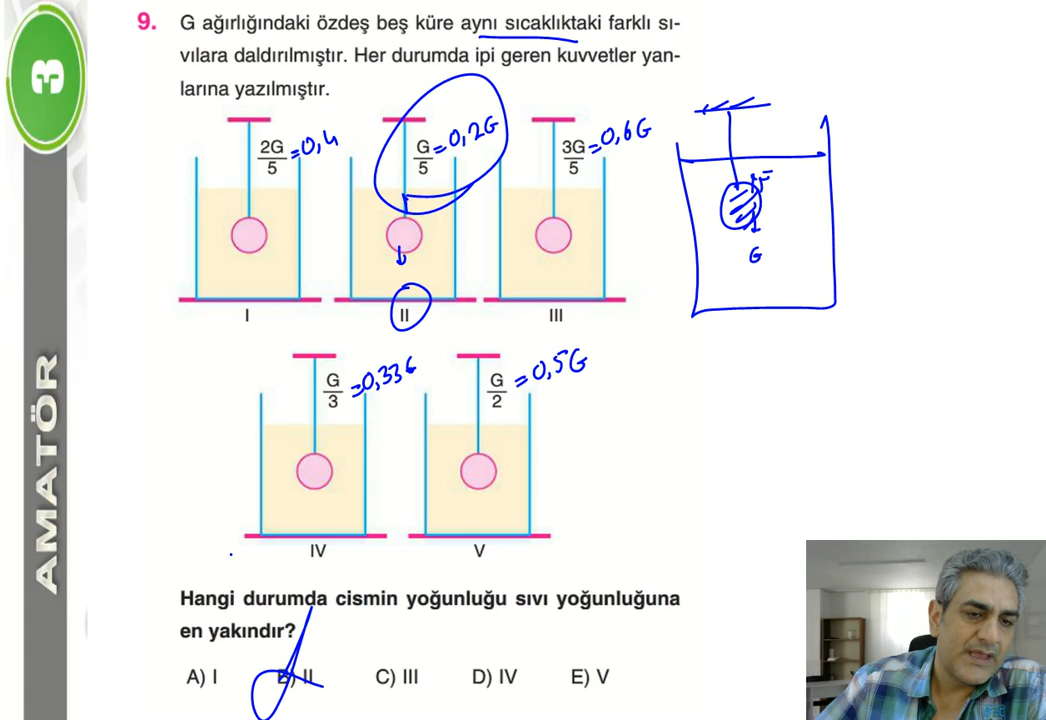 3
AMATÖR
9. G ağırlığındaki özdeş beş küre aynı sıcaklıktaki farklı sı-
vılara daldırılmıştır. Her durumda ipi geren kuvvetler yan-
larına yazılmıştır.
2G/5 =0,4
G/5 =0,2G
3G/5 =0,6G
F
G
I
II
III
G/3 =0,33G
G/2 =0,5G
IV
V
Hangi durumda cismin yoğunluğu sıvı yoğunluğuna
en yakındır?
A) I B) II C) III D) IV E) V